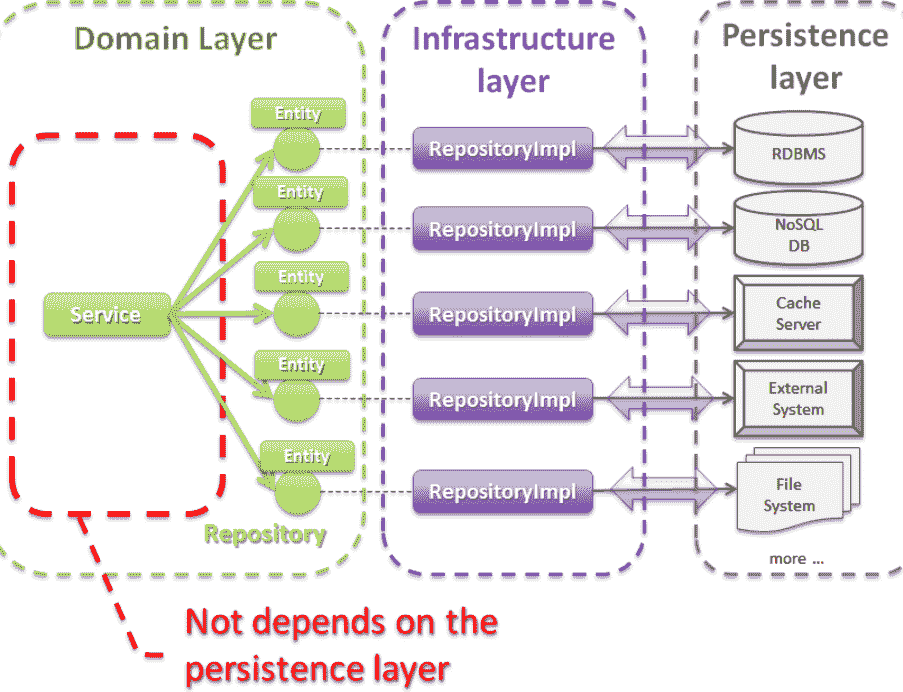 Domain Layer
Infrastructure
layer
Persistence
layer
Entity
RepositoryImpl
RDBMS
Entity
RepositoryImpl
NoSQL
DB
Entity
Service
RepositoryImpl
Cache
Server
Entity
RepositoryImpl
External
System
Entity
RepositoryImpl
File
System
Repository
more ...
Not depends on the
persistence layer